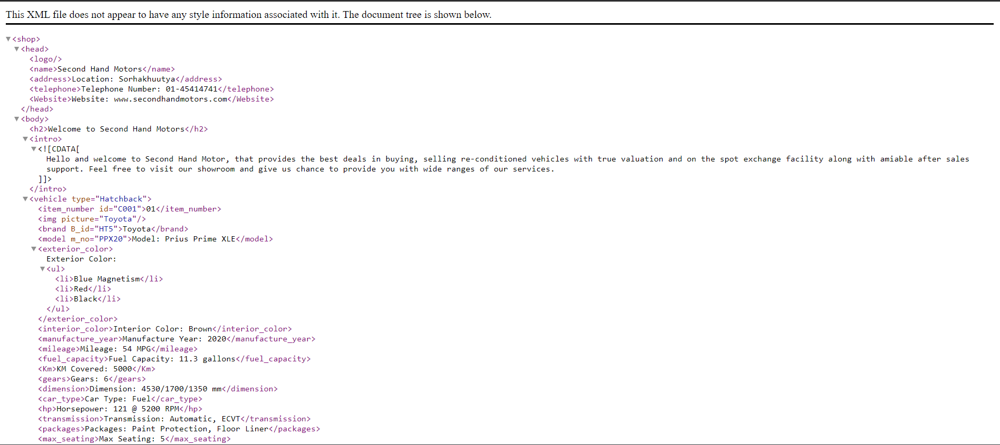 This XML file does not appear to have any style information associated with it. The document tree is shown below.
▼<shop>
▼<head>
<logo/>
<name>Second Hand Motors</name>
<address>Location: Sorhakhuutya</address>
<telephone>Telephone Number: 01-45414741</telephone>
<Website>Website: www.secondhandmotors.com</Website>
</head>
▼<body>
<h2>Welcome to Second Hand Motors</h2>
▼<intro>
▼<![CDATA[
Hello and welcome to Second Hand Motor, that provides the best deals in buying, selling re-conditioned vehicles with true valuation and on the spot exchange facility along with amiable after sales
support. Feel free to visit our showroom and give us chance to provide you with wide ranges of our services.
]]>
</intro>
▼<vehicle type="Hatchback">
<item_number id="C001">01</item_number>
<img picture="Toyota"/>
<brand B_id="HT5">Toyota</brand>
<model m_no="PPX20">Model: Prius Prime XLE</model>
▼<exterior_color>
Exterior Color:
▼<ul>
<li>Blue Magnetism</li>
<li>Red</li>
<li>Black</li>
</ul>
</exterior_color>
<interior_color>Interior Color: Brown</interior_color>
<manufacture_year>Manufacture Year: 2020</manufacture_year>
<mileage>Mileage: 54 MPG</mileage>
<fuel_capacity>Fuel Capacity: 11.3 gallons</fuel_capacity>
<Km>KM Covered: 5000</Km>
<gears>Gears: 6</gears>
<dimension>Dimension: 4530/1700/1350 mm</dimension>
<car_type>Car Type: Fuel</car_type>
<hp>Horsepower: 121 @ 5200 RPM</hp>
<transmission>Transmission: Automatic, ECVT</transmission>
<packages>Packages: Paint Protection, Floor Liner</packages>
<max_seating>Max Seating: 5</max_seating>